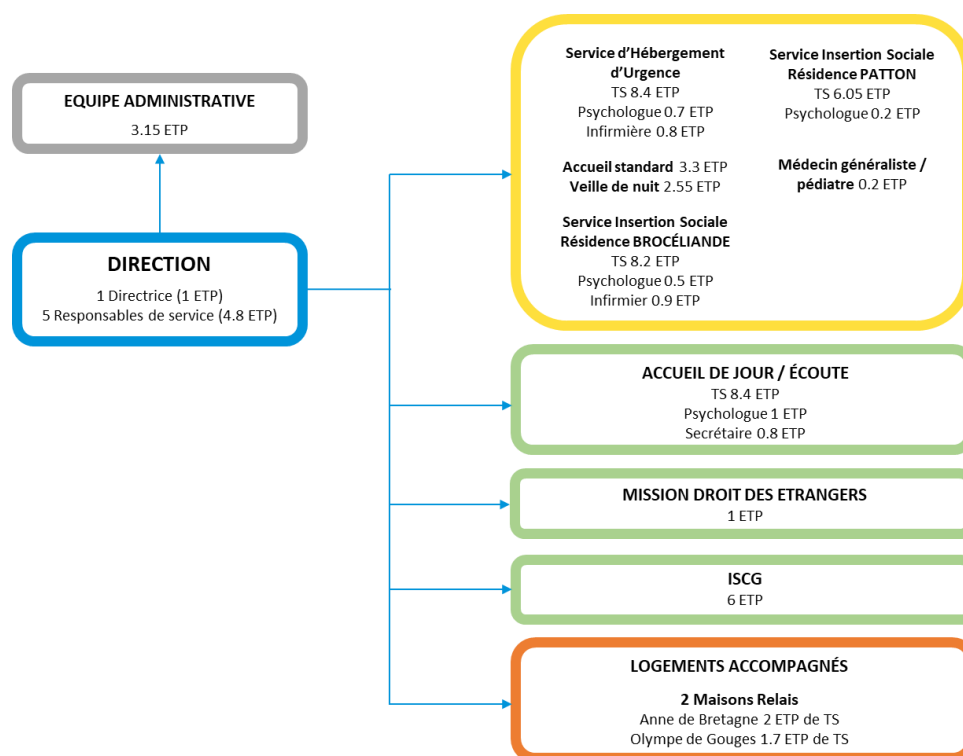 EQUIPE ADMINISTRATIVE
3.15 ETP
DIRECTION
1 Directrice (1 ETP)
5 Responsables de service (4.8 ETP)
Service d'Hébergement
d'Urgence
TS 8.4 ETP
Psychologue 0.7 ETP
Infirmière 0.8 ETP
Accueil standard 3.3 ETP
Veille de nuit 2.55 ETP
Service Insertion Sociale
Résidence BROCÉLIANDE
TS 8.2 ETP
Psychologue 0.5 ETP
Infirmier 0.9 ETP
Service Insertion Sociale
Résidence PATTON
TS 6.05 ETP
Psychologue 0.2 ETP
Médecin généraliste /
pédiatre 0.2 ETP
ACCUEIL DE JOUR / ÉCOUTE
TS 8.4 ETP
Psychologue 1 ETP
Secrétaire 0.8 ETP
MISSION DROIT DES ETRANGERS
1 ETP
ISCG
6 ETP
LOGEMENTS ACCOMPAGNÉS
2 Maisons Relais
Anne de Bretagne 2 ETP de TS
Olympe de Gouges 1.7 ETP de TS